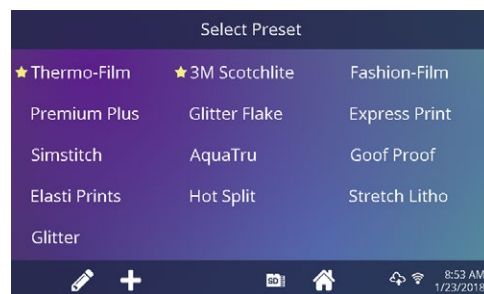 Select Preset
Thermo-Film 3M Scotchlite Fashion-Film
Premium Plus Glitter Flake Express Print
Simstitch AquaTru Goof Proof
Elasti Prints Hot Split Stretch Litho
Glitter
SD 8:53 AM
1/23/2018